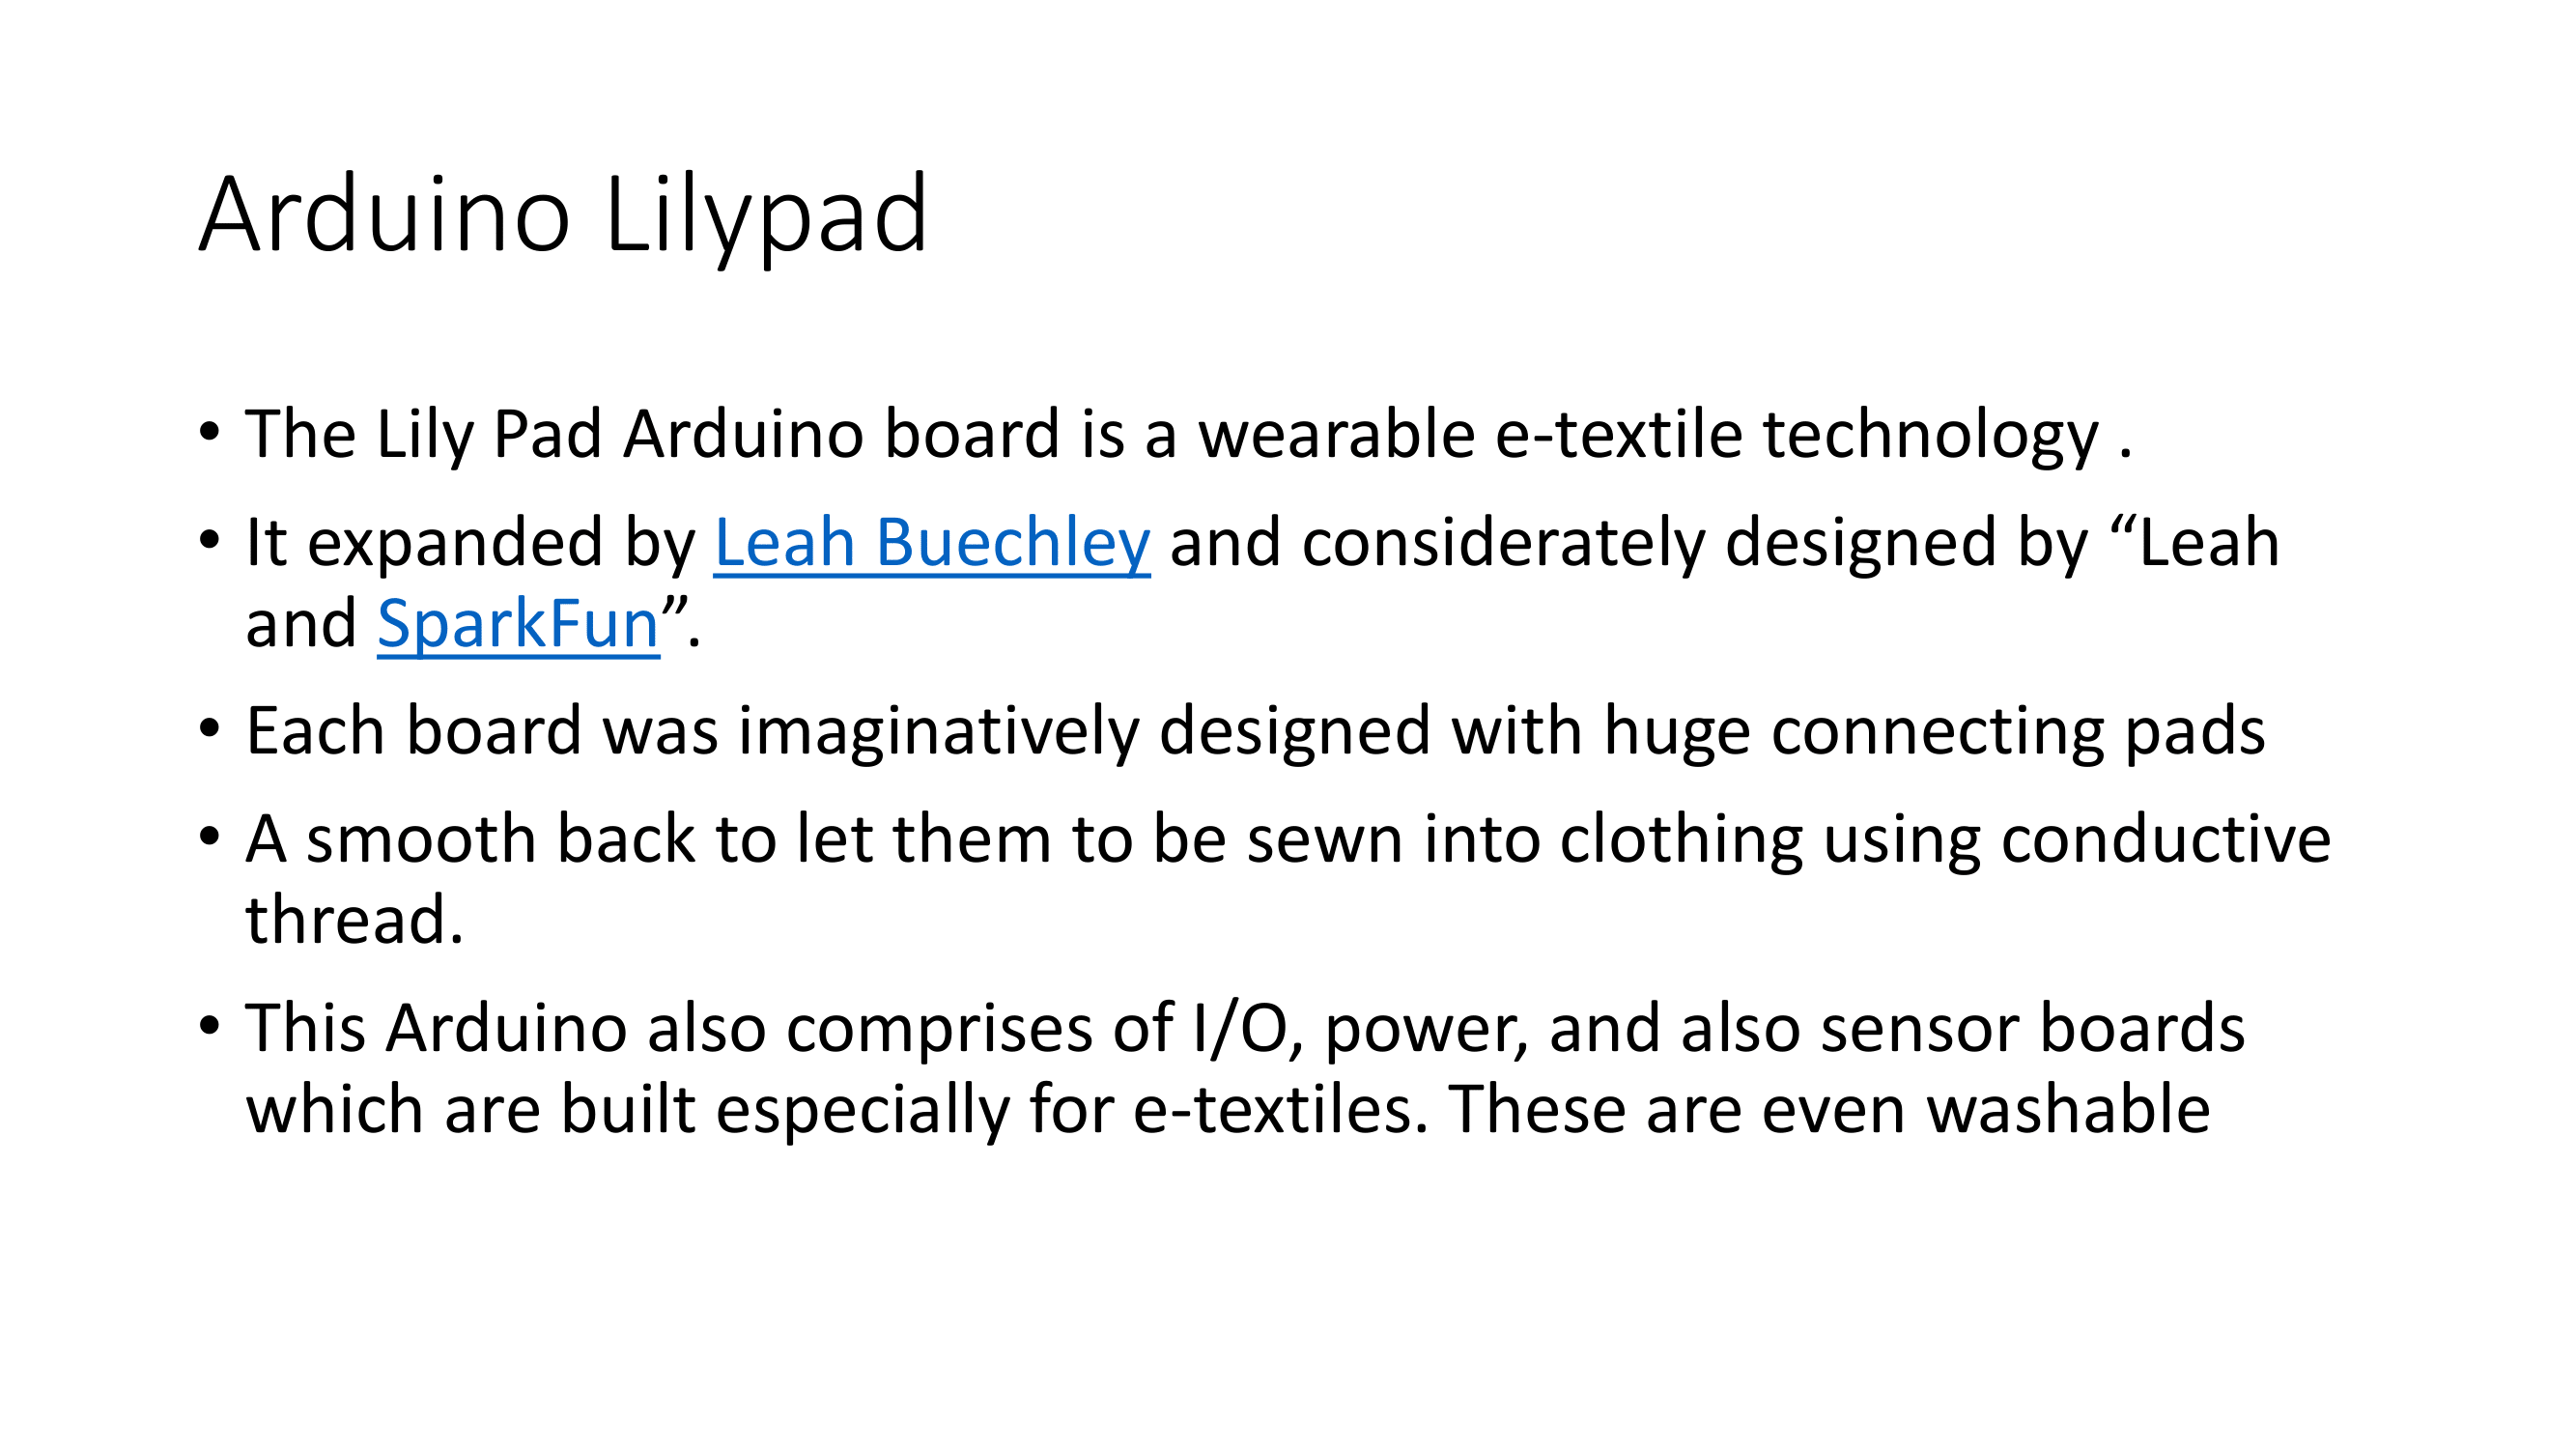 Arduino Lilypad
• The Lily Pad Arduino board is a wearable e-textile technology .
• It expanded by Leah Buechley and considerately designed by “Leah
and SparkFun”.
• Each board was imaginatively designed with huge connecting pads
• A smooth back to let them to be sewn into clothing using conductive
thread.
• This Arduino also comprises of I/O, power, and also sensor boards
which are built especially for e-textiles. These are even washable